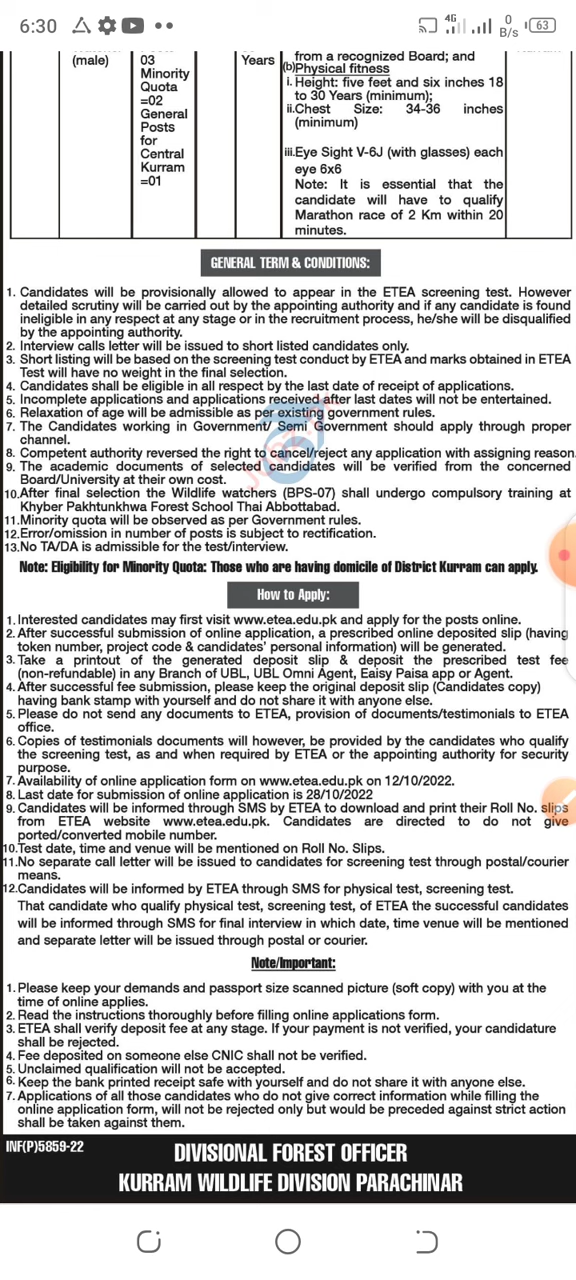 6:30
4G
0
B/s
63
(male)
03
Minority
Quota
=02
General
Posts
for
Central
Kurram
=01
Years
from a recognized Board; and
(b)Physical fitness
i. Height: five feet and six inches 18
to 30 Years (minimum);
ii.Chest Size: 34-36 inches
(minimum)
iii.Eye Sight V-6J (with glasses) each
eye 6x6
Note: It is essential that the
candidate will have to qualify
Marathon race of 2 Km within 20
minutes.
GENERAL TERM & CONDITIONS:
1. Candidates will be provisionally allowed to appear in the ETEA screening test. However
detailed scrutiny will be carried out by the appointing authority and if any candidate is found
ineligible in any respect at any stage or in the recruitment process, he/she will be disqualified
by the appointing authority.
2. Interview calls letter will be issued to short listed candidates only.
3. Short listing will be based on the screening test conduct by ETEA and marks obtained in ETEA
Test will have no weight in the final selection.
4. Candidates shall be eligible in all respect by the last date of receipt of applications.
5. Incomplete applications and applications received after last dates will not be entertained.
6. Relaxation of age will be admissible as per existing government rules.
7. The Candidates working in Government/ Semi Government should apply through proper
channel.
8. Competent authority reversed the right to cancel/reject any application with assigning reason.
9. The academic documents of selected candidates will be verified from the concerned
Board/University at their own cost.
10.After final selection the Wildlife watchers (BPS-07) shall undergo compulsory training at
Khyber Pakhtunkhwa Forest School Thai Abbottabad.
11.Minority quota will be observed as per Government rules.
12.Error/omission in number of posts is subject to rectification.
13.No TA/DA is admissible for the test/interview.
Note: Eligibility for Minority Quota: Those who are having domicile of District Kurram can apply.
How to Apply:
1. Interested candidates may first visit www.etea.edu.pk and apply for the posts online.
2. After successful submission of online application, a prescribed online deposited slip (having
token number, project code & candidates' personal information) will be generated.
3. Take a printout of the generated deposit slip & deposit the prescribed test fee
(non-refundable) in any Branch of UBL, UBL Omni Agent, Eaisy Paisa app or Agent.
4. After successful fee submission, please keep the original deposit slip (Candidates copy)
having bank stamp with yourself and do not share it with anyone else.
5. Please do not send any documents to ETEA, provision of documents/testimonials to ETEA
office.
6. Copies of testimonials documents will however, be provided by the candidates who qualify
the screening test, as and when required by ETEA or the appointing authority for security
purpose.
7. Availability of online application form on www.etea.edu.pk on 12/10/2022.
8. Last date for submission of online application is 28/10/2022
9. Candidates will be informed through SMS by ETEA to download and print their Roll No. slips
from ETEA website www.etea.edu.pk. Candidates are directed to do not give
ported/converted mobile number.
10.Test date, time and venue will be mentioned on Roll No. Slips.
11.No separate call letter will be issued to candidates for screening test through postal/courier
means.
12.Candidates will be informed by ETEA through SMS for physical test, screening test.
That candidate who qualify physical test, screening test, of ETEA the successful candidates
will be informed through SMS for final interview in which date, time venue will be mentioned
and separate letter will be issued through postal or courier.
Note/Important:
1. Please keep your demands and passport size scanned picture (soft copy) with you at the
time of online applies.
2. Read the instructions thoroughly before filling online applications form.
3. ETEA shall verify deposit fee at any stage. If your payment is not verified, your candidature
shall be rejected.
4. Fee deposited on someone else CNIC shall not be verified.
5. Unclaimed qualification will not be accepted.
6. Keep the bank printed receipt safe with yourself and do not share it with anyone else.
7. Applications of all those candidates who do not give correct information while filling the
online application form, will not be rejected only but would be preceded against strict action
shall be taken against them.
INF(P)5859-22
DIVISIONAL FOREST OFFICER
KURRAM WILDLIFE DIVISION PARACHINAR